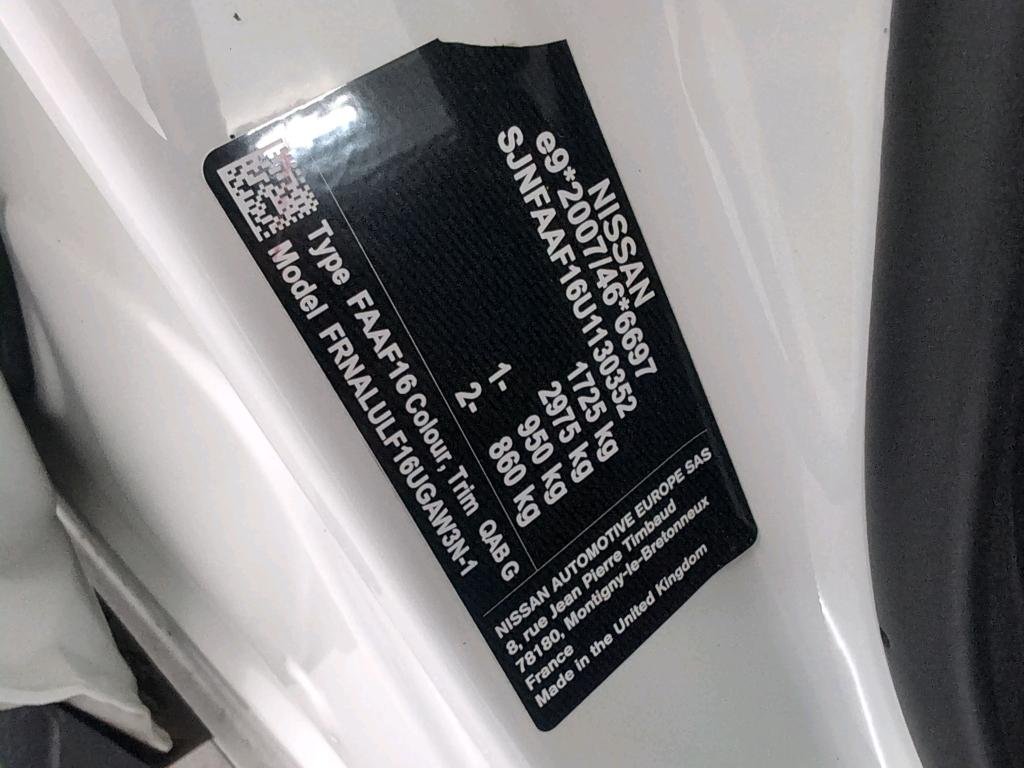 NISSAN
e9*2007/46*6697
SJNFAAF16U1130352
1725 kg
2975 kg
1- 950 kg
2- 860 kg
Type FAAF16 Colour, Trim QAB G
Model FRNALULF16UGAW3N-1
NISSAN AUTOMOTIVE EUROPE SAS
8, rue Jean Pierre Timbaud
78180, Montigny-le-Bretonneux
France
Made in the United Kingdom